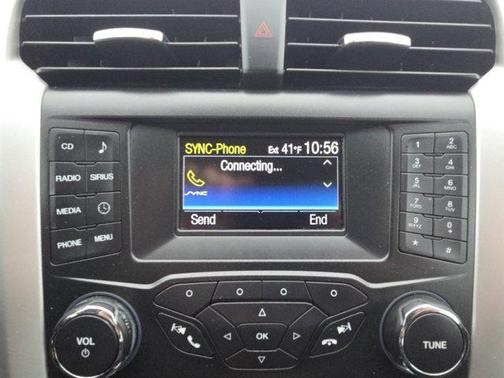 SYNC-Phone Ext 41°F 10:56
Connecting...
SYNC
Send End
CD
RADIO SIRIUS
MEDIA
PHONE MENU
1 2 ABC
3 DEF 4 GHI
5 JKL 6 MNO
7 PQRS 8 TUV
9 WXYZ 0 +
* #
VOL
OK
TUNE